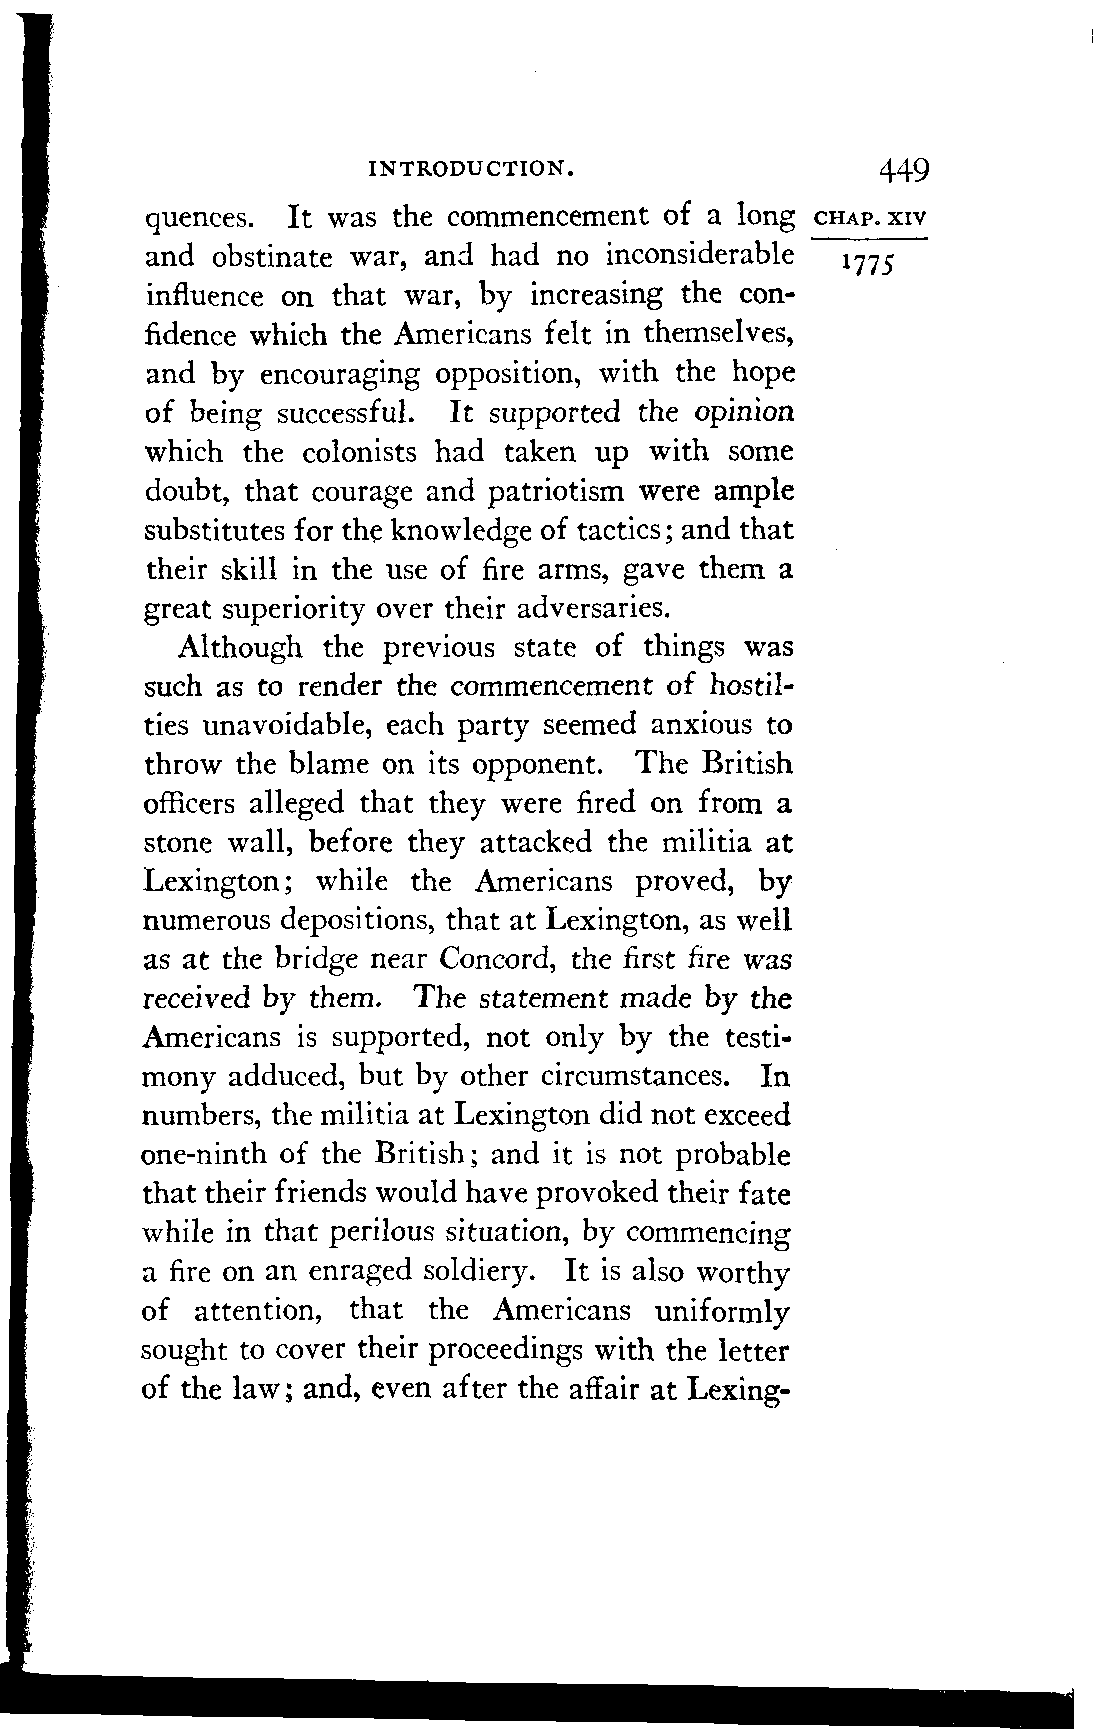 INTRODUCTION. 449
quences. It was the commencement of a long CHAP. XIV
and obstinate war, and had no inconsiderable 1775
influence on that war, by increasing the con-
fidence which the Americans felt in themselves,
and by encouraging opposition, with the hope
of being successful. It supported the opinion
which the colonists had taken up with some
doubt, that courage and patriotism were ample
substitutes for the knowledge of tactics; and that
their skill in the use of fire arms, gave them a
great superiority over their adversaries.
Although the previous state of things was
such as to render the commencement of hostil-
ties unavoidable, each party seemed anxious to
throw the blame on its opponent. The British
officers alleged that they were fired on from a
stone wall, before they attacked the militia at
Lexington; while the Americans proved, by
numerous depositions, that at Lexington, as well
as at the bridge near Concord, the first fire was
received by them. The statement made by the
Americans is supported, not only by the testi-
mony adduced, but by other circumstances. In
numbers, the militia at Lexington did not exceed
one-ninth of the British; and it is not probable
that their friends would have provoked their fate
while in that perilous situation, by commencing
a fire on an enraged soldiery. It is also worthy
of attention, that the Americans uniformly
sought to cover their proceedings with the letter
of the law; and, even after the affair at Lexing-